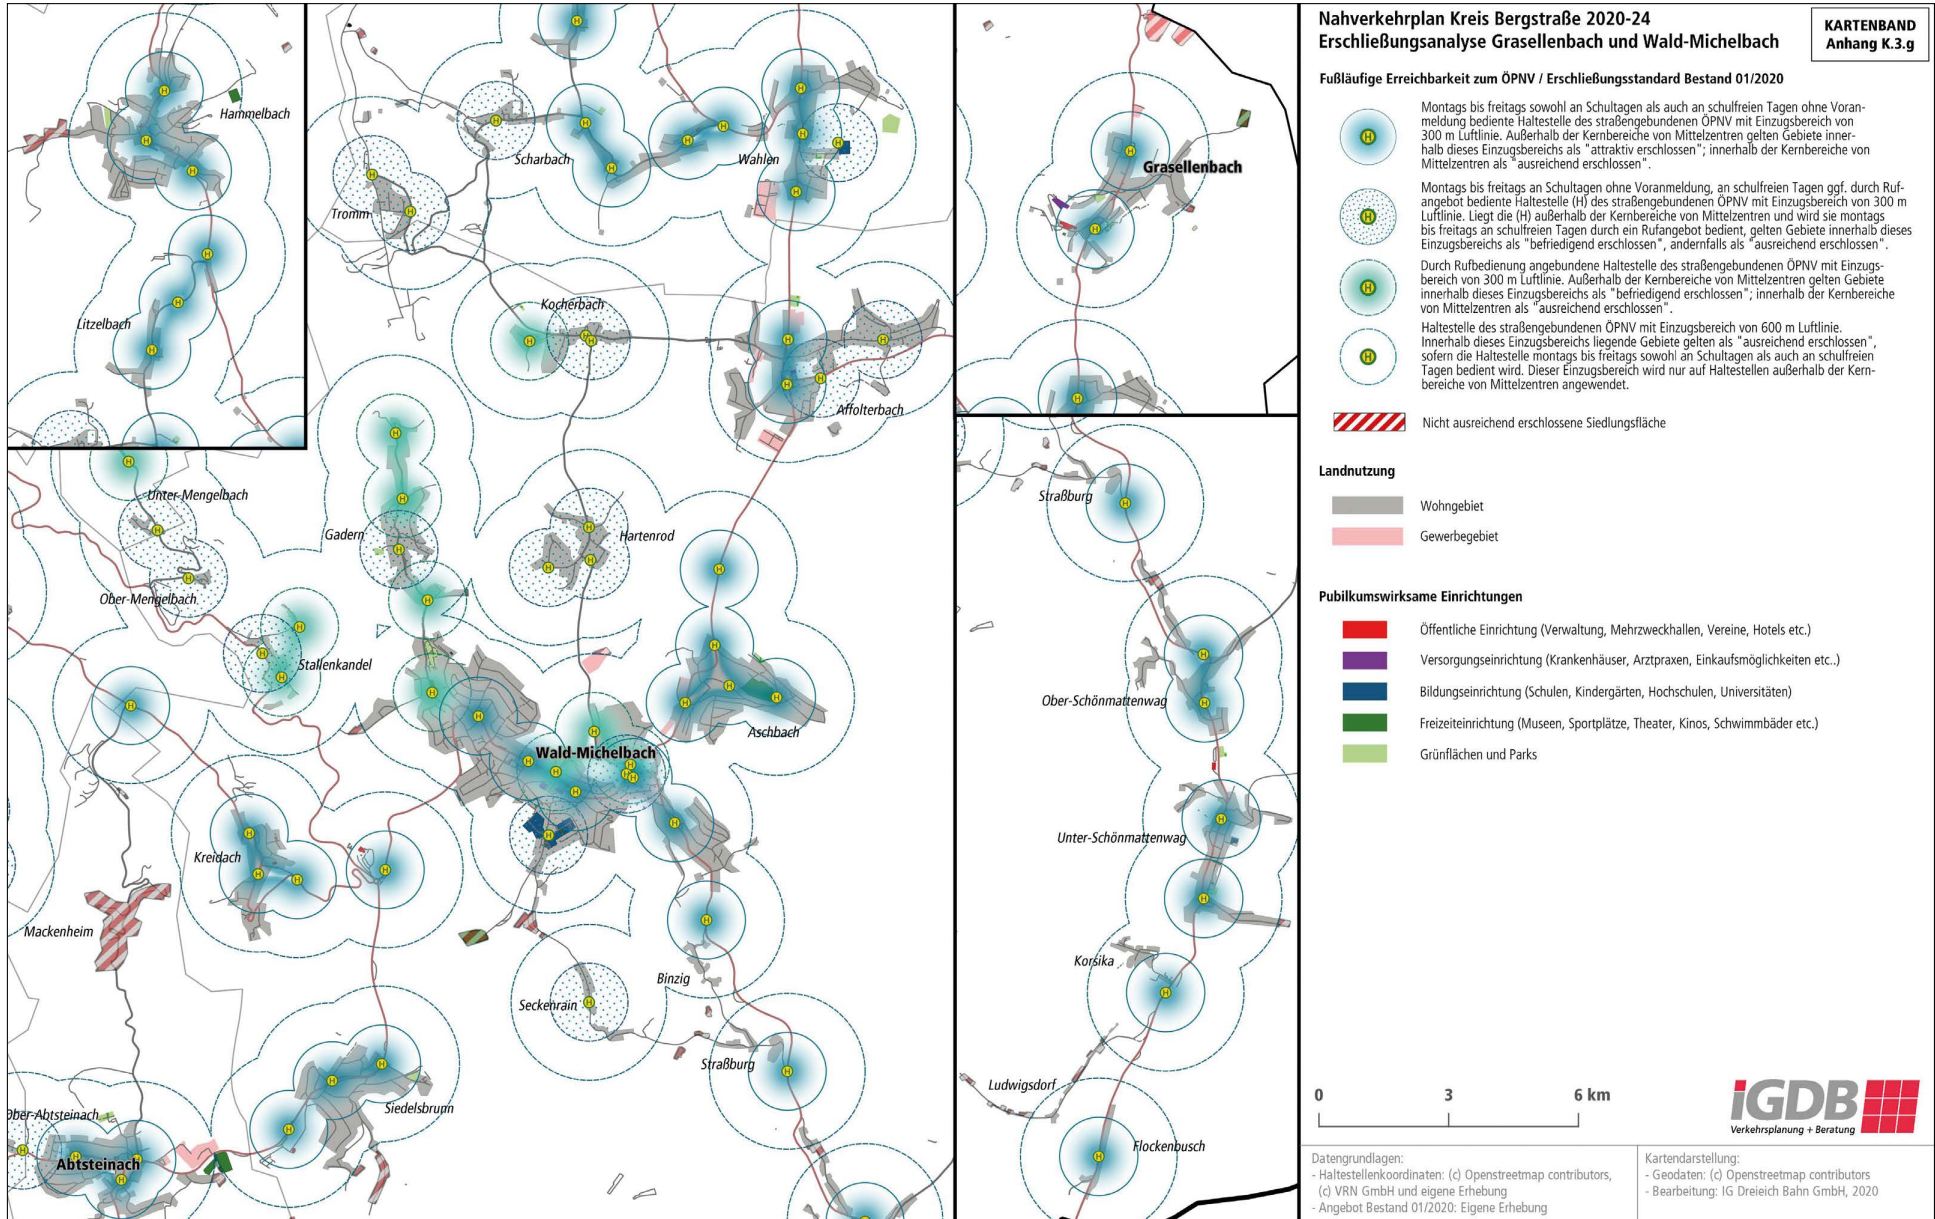 Nahverkehrplan Kreis Bergstraße 2020-24
Erschließungsanalyse Grasellenbach und Wald-Michelbach
KARTENBAND
Anhang K.3.g
Fußläufige Erreichbarkeit zum ÖPNV / Erschließungsstandard Bestand 01/2020
Montags bis freitags sowohl an Schultagen als auch an schulfreien Tagen ohne Voran-
meldung bediente Haltestelle des straßengebundenen ÖPNV mit Einzugsbereich von
300 m Luftlinie. Außerhalb der Kernbereiche von Mittelzentren gelten Gebiete inner-
halb dieses Einzugsbereichs als "attraktiv erschlossen"; innerhalb der Kernbereiche von
Mittelzentren als "ausreichend erschlossen".
Montags bis freitags an Schultagen ohne Voranmeldung, an schulfreien Tagen ggf. durch Ruf-
angebot bediente Haltestelle (H) des straßengebundenen ÖPNV mit Einzugsbereich von 300 m
Luftlinie. Liegt die (H) außerhalb der Kernbereiche von Mittelzentren und wird sie montags
bis freitags an schulfreien Tagen durch ein Rufangebot bedient, gelten Gebiete innerhalb dieses
Einzugsbereichs als "befriedigend erschlossen", andernfalls als "ausreichend erschlossen".
Durch Rufbedienung angebundene Haltestelle des straßengebundenen ÖPNV mit Einzugs-
bereich von 300 m Luftlinie. Außerhalb der Kernbereiche von Mittelzentren gelten Gebiete
innerhalb dieses Einzugsbereichs als "befriedigend erschlossen"; innerhalb der Kernbereiche
von Mittelzentren als "ausreichend erschlossen".
Haltestelle des straßengebundenen ÖPNV mit Einzugsbereich von 600 m Luftlinie.
Innerhalb dieses Einzugsbereichs liegende Gebiete gelten als "ausreichend erschlossen",
sofern die Haltestelle montags bis freitags sowohl an Schultagen als auch an schulfreien
Tagen bedient wird. Dieser Einzugsbereich wird nur auf Haltestellen außerhalb der Kern-
bereiche von Mittelzentren angewendet.
Nicht ausreichend erschlossene Siedlungsfläche
Landnutzung
Wohngebiet
Gewerbegebiet
Pubilkumswirksame Einrichtungen
Öffentliche Einrichtung (Verwaltung, Mehrzweckhallen, Vereine, Hotels etc.)
Versorgungseinrichtung (Krankenhäuser, Arztpraxen, Einkaufsmöglichkeiten etc..)
Bildungseinrichtung (Schulen, Kindergärten, Hochschulen, Universitäten)
Freizeiteinrichtung (Museen, Sportplätze, Theater, Kinos, Schwimmbäder etc.)
Grünflächen und Parks
0 3 6 km
iGDB
Verkehrsplanung + Beratung
Datengrundlagen:
- Haltestellenkoordinaten: (c) Openstreetmap contributors,
(c) VRN GmbH und eigene Erhebung
- Angebot Bestand 01/2020: Eigene Erhebung
Kartendarstellung:
- Geodaten: (c) Openstreetmap contributors
- Bearbeitung: IG Dreieich Bahn GmbH, 2020
Hammelbach
Litzelbach
Scharbach
Wahlen
Tromm
Kocherbach
Affolterbach
Grasellenbach
Unter-Mengelbach
Ober-Mengelbach
Gadern
Hartenrod
Stallenkandel
Wald-Michelbach
Aschbach
Kreidach
Mackenheim
Seckenrain
Binzig
Straßburg
Siedelsbrunn
Ober-Abtsteinach
Abtsteinach
Straßburg
Ober-Schönmattenwag
Unter-Schönmattenwag
Korsika
Ludwigsdorf
Flockenbusch